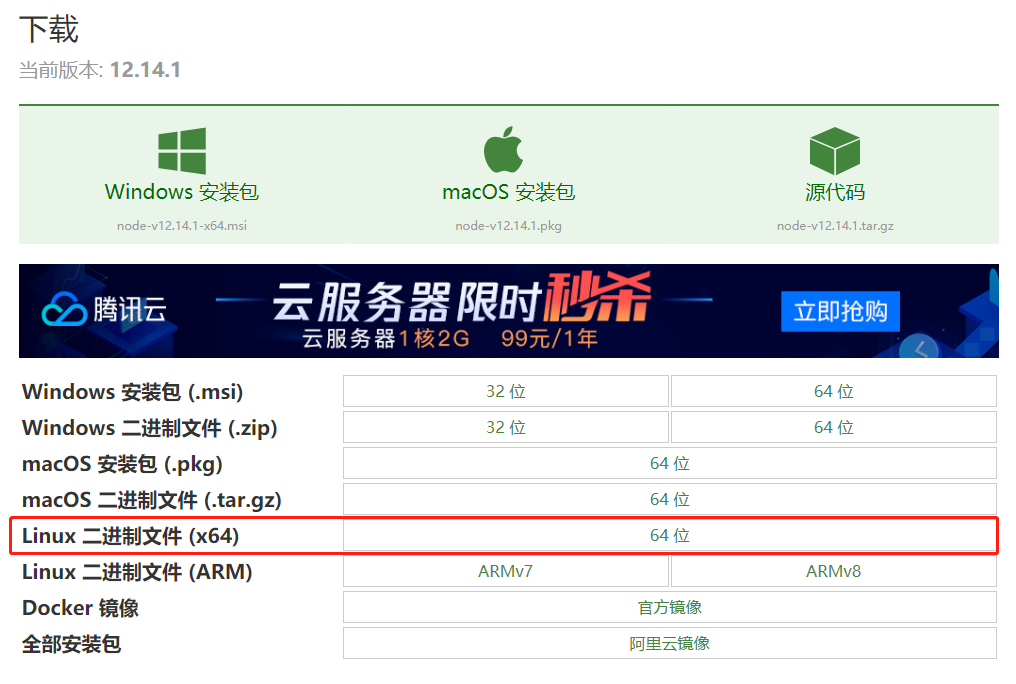 下载
当前版本: 12.14.1
Windows 安装包 macOS 安装包 源代码
node-v12.14.1-x64.msi node-v12.14.1.pkg node-v12.14.1.tar.gz
腾讯云 云服务器限时秒杀 立即抢购
云服务器1核2G 99元/1年
Windows 安装包 (.msi) 32 位 64 位
Windows 二进制文件 (.zip) 32 位 64 位
macOS 安装包 (.pkg) 64 位
macOS 二进制文件 (.tar.gz) 64 位
Linux 二进制文件 (x64) 64 位
Linux 二进制文件 (ARM) ARMv7 ARMv8
Docker 镜像 官方镜像
全部安装包 阿里云镜像